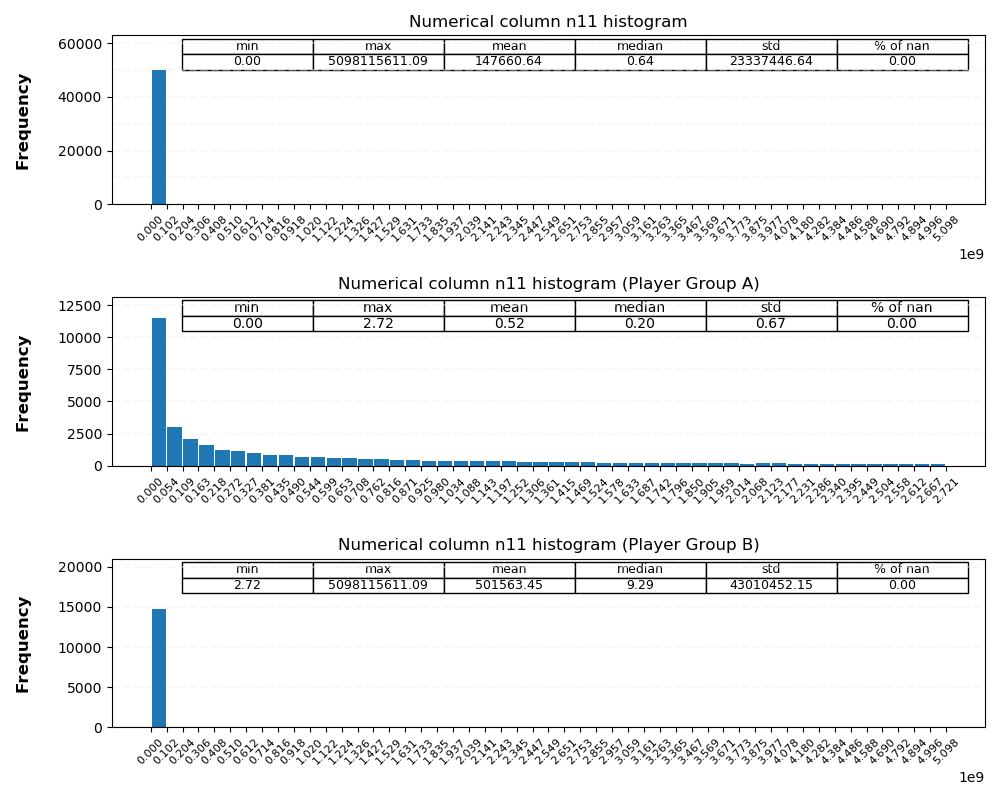 Numerical column n11 histogram
min max mean median std % of nan
0.00 5098115611.09 147660.64 0.64 23337446.64 0.00
Frequency
60000
40000
20000
0
0.000 0.102 0.204 0.306 0.408 0.510 0.612 0.714 0.816 0.918 1.020 1.122 1.224 1.326 1.427 1.529 1.631 1.733 1.835 1.937 2.039 2.141 2.243 2.345 2.447 2.549 2.651 2.753 2.855 2.957 3.059 3.161 3.263 3.365 3.467 3.569 3.671 3.773 3.875 3.977 4.078 4.180 4.282 4.384 4.486 4.588 4.690 4.792 4.894 4.996 5.098
1e9
Numerical column n11 histogram (Player Group A)
min max mean median std % of nan
0.00 2.72 0.52 0.20 0.67 0.00
Frequency
12500
10000
7500
5000
2500
0
0.000 0.054 0.109 0.163 0.218 0.272 0.327 0.381 0.435 0.490 0.544 0.599 0.653 0.708 0.762 0.816 0.871 0.925 0.980 1.034 1.088 1.143 1.197 1.252 1.306 1.361 1.415 1.469 1.524 1.578 1.633 1.687 1.742 1.796 1.850 1.905 1.959 2.014 2.068 2.123 2.177 2.231 2.286 2.340 2.395 2.449 2.504 2.558 2.612 2.667 2.721
Numerical column n11 histogram (Player Group B)
min max mean median std % of nan
2.72 5098115611.09 501563.45 9.29 43010452.15 0.00
Frequency
20000
15000
10000
5000
0
0.000 0.102 0.204 0.306 0.408 0.510 0.612 0.714 0.816 0.918 1.020 1.122 1.224 1.326 1.427 1.529 1.631 1.733 1.835 1.937 2.039 2.141 2.243 2.345 2.447 2.549 2.651 2.753 2.855 2.957 3.059 3.161 3.263 3.365 3.467 3.569 3.671 3.773 3.875 3.977 4.078 4.180 4.282 4.384 4.486 4.588 4.690 4.792 4.894 4.996 5.098
1e9